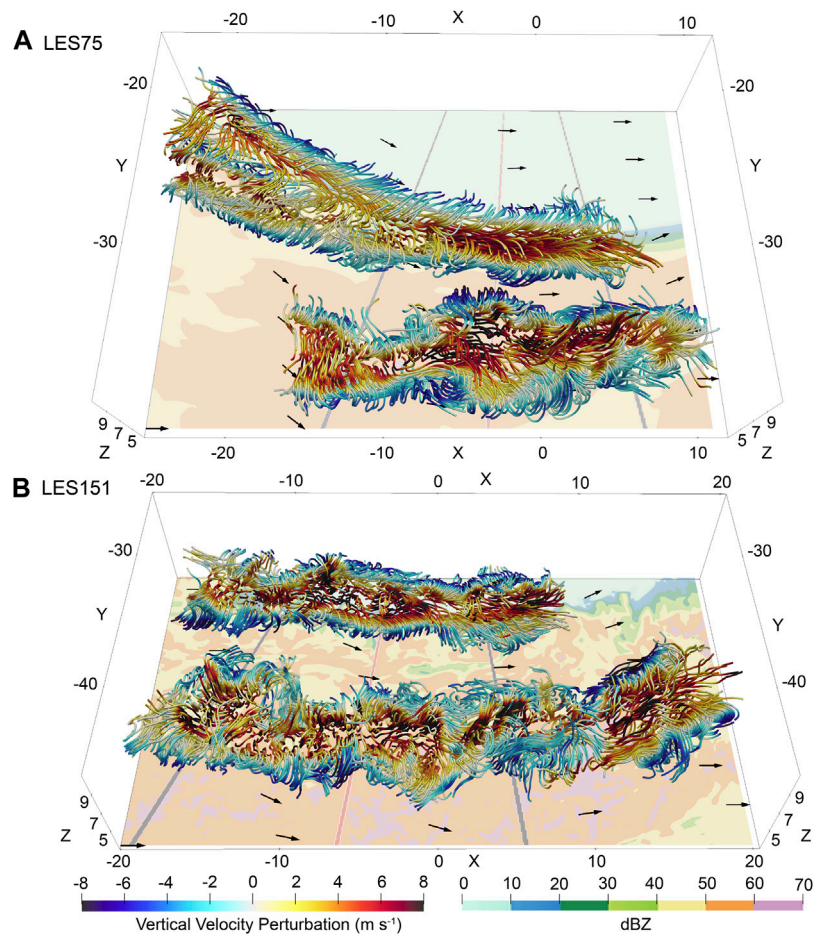 -20 -10 X 0 10
A LES75
-20 -20
Y Y
-30 -30
9 7 5 5 7 9
Z -20 -10 X 0 10 Z
B LES151
-20 -10 0 X 10 20
-30 -30
Y Y
-40 -40
9 7 5 5 7 9
Z Z
-20 -10 0 X 10 20
-8 -6 -4 -2 0 2 4 6 8 0 10 20 30 40 50 60 70
Vertical Velocity Perturbation (m s⁻¹) dBZ